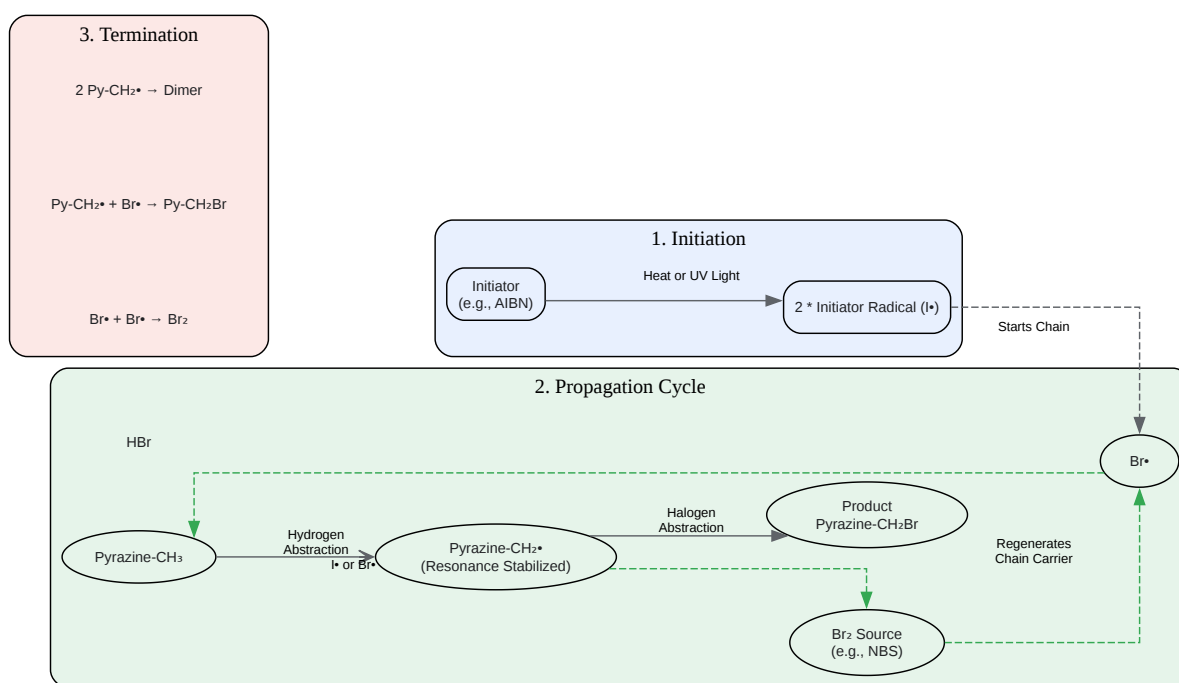 3. Termination
2 Py-CH₂• → Dimer
Py-CH₂• + Br• → Py-CH₂Br
Br• + Br• → Br₂
1. Initiation
Initiator
(e.g., AIBN)
Heat or UV Light
2 * Initiator Radical (I•)
Starts Chain
2. Propagation Cycle
HBr
Br•
Pyrazine-CH₃
Hydrogen
Abstraction
I• or Br•
Pyrazine-CH₂•
(Resonance Stabilized)
Halogen
Abstraction
Product
Pyrazine-CH₂Br
Regenerates
Chain Carrier
Br₂ Source
(e.g., NBS)